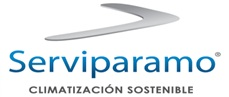 Serviparamo®
CLIMATIZACIÓN SOSTENIBLE